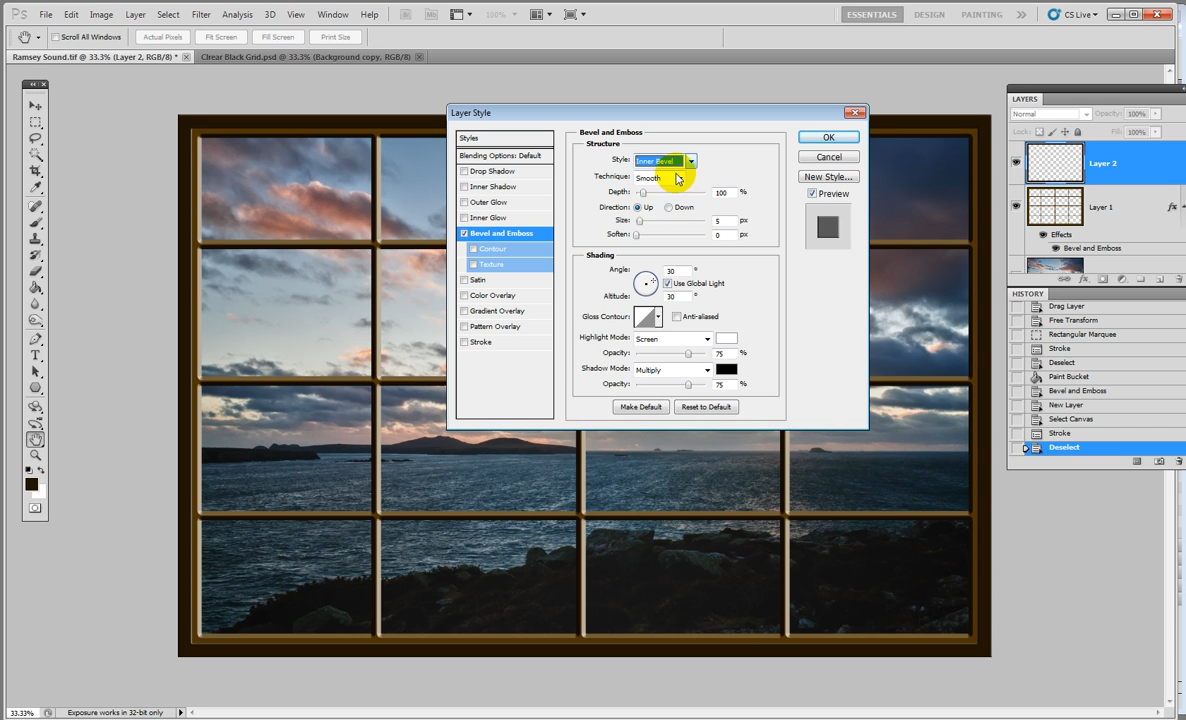 Ps File Edit Image Layer Select Filter Analysis 3D View Window Help 100% ESSENTIALS DESIGN PAINTING CS Live
Scroll All Windows Actual Pixels Fit Screen Fill Screen Print Size
Ramsey Sound.tif @ 33.3% (Layer 2, RGB/8) * Clrear Black Grid.psd @ 33.3% (Background copy, RGB/8)
Layer Style
Styles
Blending Options: Default
Drop Shadow
Inner Shadow
Outer Glow
Inner Glow
Bevel and Emboss
Contour
Texture
Satin
Color Overlay
Gradient Overlay
Pattern Overlay
Stroke
Bevel and Emboss
Structure
Style: Inner Bevel
Technique: Smooth
Depth: 100 %
Direction: Up Down
Size: 5 px
Soften: 0 px
Shading
Angle: 30 °
Use Global Light
Altitude: 30 °
Gloss Contour: Anti-aliased
Highlight Mode: Screen
Opacity: 75 %
Shadow Mode: Multiply
Opacity: 75 %
Make Default Reset to Default
OK
Cancel
New Style...
Preview
LAYERS
Normal Opacity: 100%
Lock: Fill: 100%
Layer 2
Layer 1 fx
Effects
Bevel and Emboss
HISTORY
Drag Layer
Free Transform
Rectangular Marquee
Stroke
Deselect
Paint Bucket
Bevel and Emboss
New Layer
Select Canvas
Stroke
Deselect
33.33% Exposure works in 32-bit only